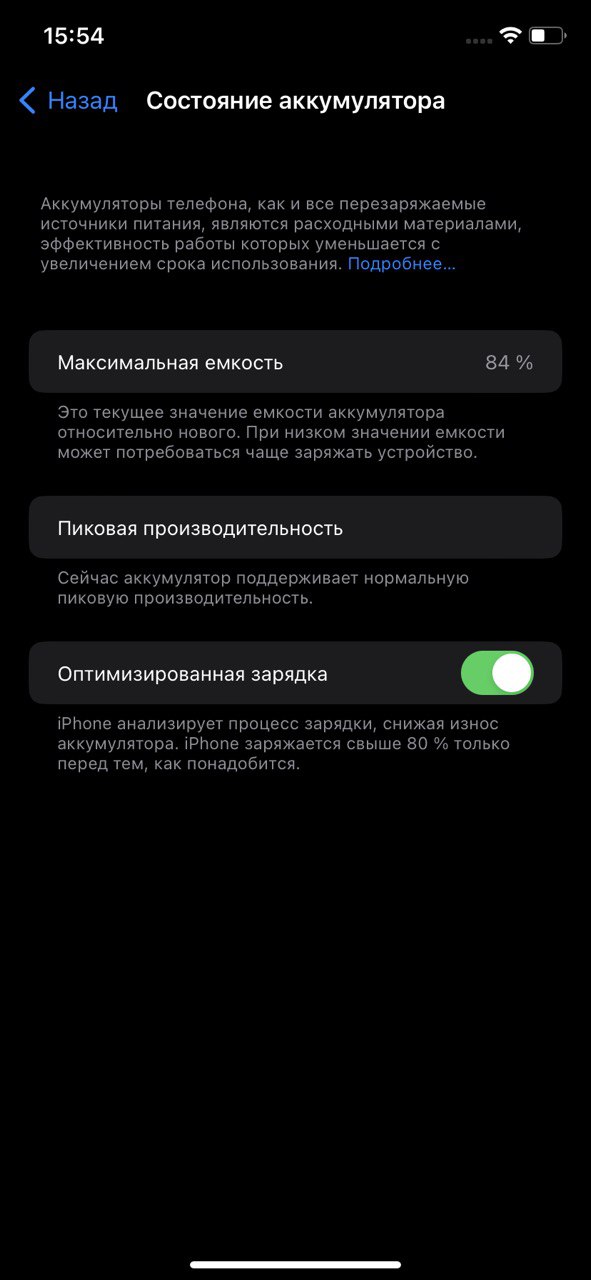 15:54
Назад
Состояние аккумулятора
Аккумуляторы телефона, как и все перезаряжаемые
источники питания, являются расходными материалами,
эффективность работы которых уменьшается с
увеличением срока использования. Подробнее...
Максимальная емкость 84 %
Это текущее значение емкости аккумулятора
относительно нового. При низком значении емкости
может потребоваться чаще заряжать устройство.
Пиковая производительность
Сейчас аккумулятор поддерживает нормальную
пиковую производительность.
Оптимизированная зарядка
iPhone анализирует процесс зарядки, снижая износ
аккумулятора. iPhone заряжается свыше 80 % только
перед тем, как понадобится.